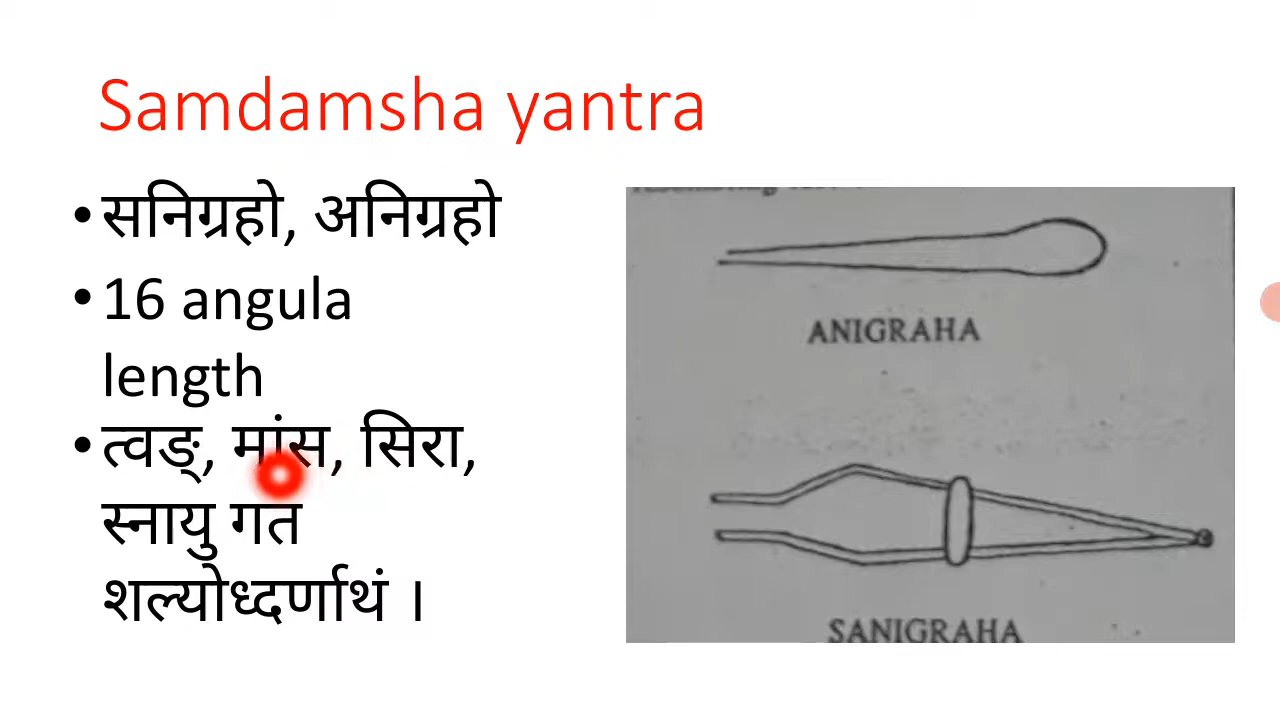 Samdamsha yantra
• सनिग्रहो, अनिग्रहो
• 16 angula
length
• त्वङ्, मांस, सिरा,
स्नायु गत
शल्योध्दर्णाथं ।
ANIGRAHA
SANIGRAHA